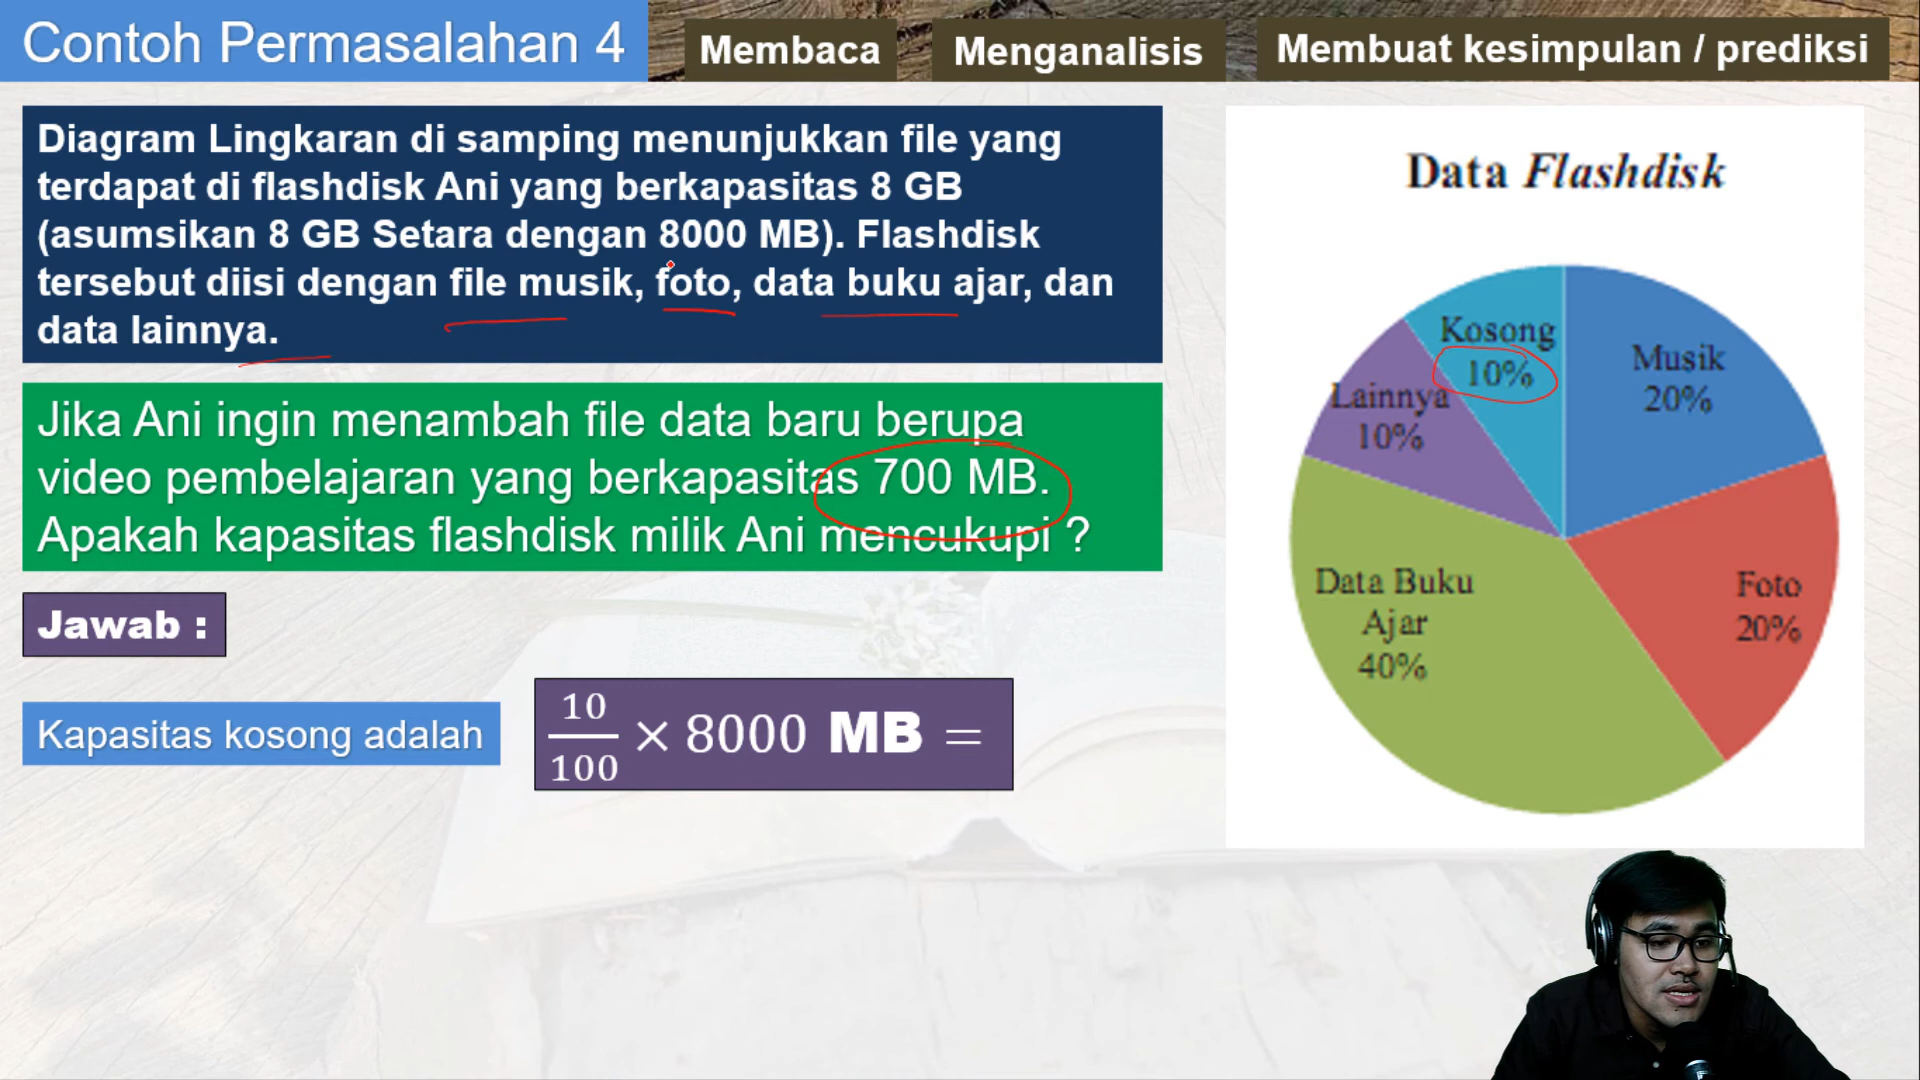 Contoh Permasalahan 4
Membaca
Menganalisis
Membuat kesimpulan / prediksi
Diagram Lingkaran di samping menunjukkan file yang
terdapat di flashdisk Ani yang berkapasitas 8 GB
(asumsikan 8 GB Setara dengan 8000 MB). Flashdisk
tersebut diisi dengan file musik, foto, data buku ajar, dan
data lainnya.
Jika Ani ingin menambah file data baru berupa
video pembelajaran yang berkapasitas 700 MB.
Apakah kapasitas flashdisk milik Ani mencukupi ?
Jawab :
Kapasitas kosong adalah
10/100 × 8000 MB =
Data Flashdisk
Kosong
10%
Musik
20%
Lainnya
10%
Foto
20%
Data Buku
Ajar
40%